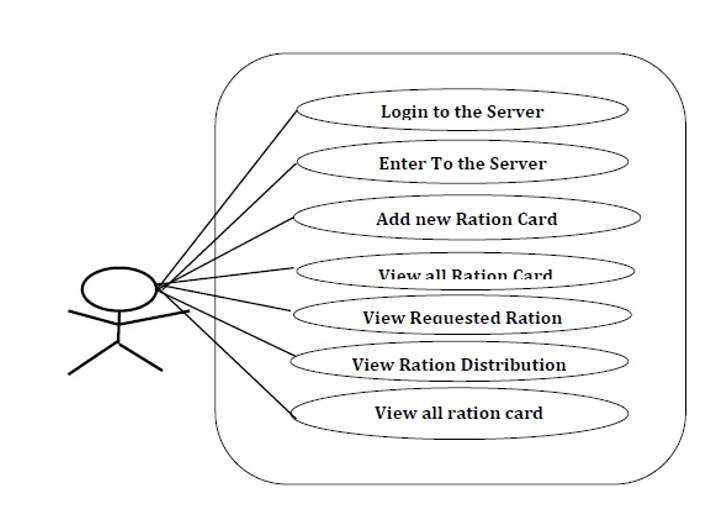 Login to the Server
Enter To the Server
Add new Ration Card
View all Ration Card
View Requested Ration
View Ration Distribution
View all ration card